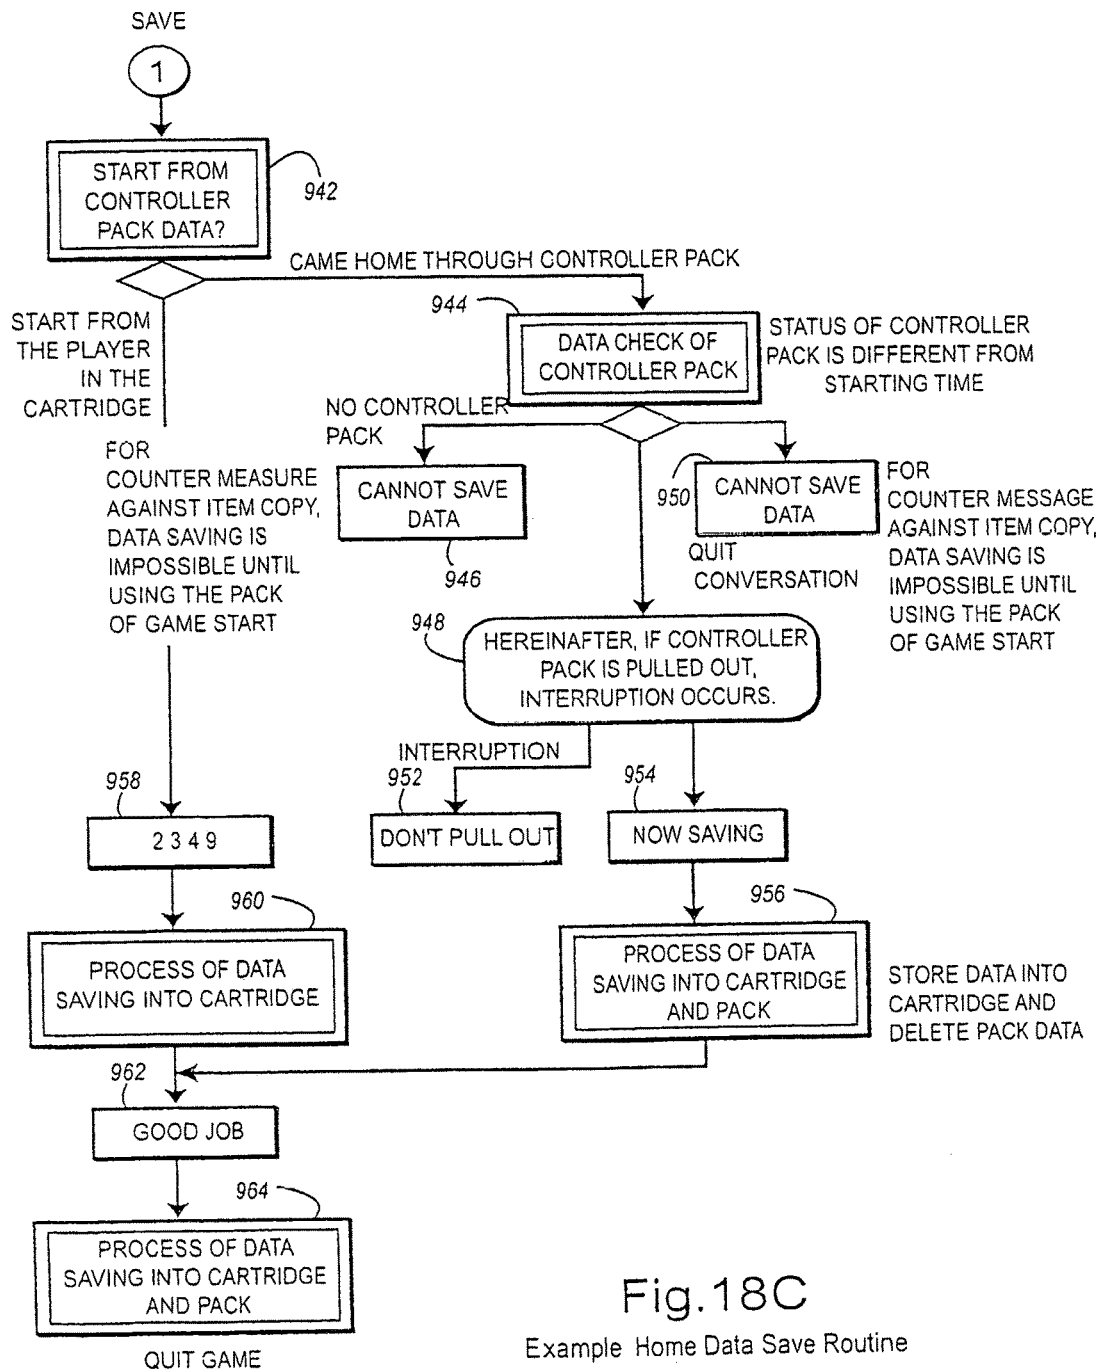 SAVE
1
START FROM
CONTROLLER
PACK DATA?
942
CAME HOME THROUGH CONTROLLER PACK
START FROM
THE PLAYER
IN THE
CARTRIDGE
944
DATA CHECK OF
CONTROLLER PACK
STATUS OF CONTROLLER
PACK IS DIFFERENT FROM
STARTING TIME
NO CONTROLLER
PACK
FOR
COUNTER MEASURE
AGAINST ITEM COPY,
DATA SAVING IS
IMPOSSIBLE UNTIL
USING THE PACK
OF GAME START
CANNOT SAVE
DATA
946
950
CANNOT SAVE
DATA
QUIT
CONVERSATION
FOR
COUNTER MESSAGE
AGAINST ITEM COPY,
DATA SAVING IS
IMPOSSIBLE UNTIL
USING THE PACK
OF GAME START
948
HEREINAFTER, IF CONTROLLER
PACK IS PULLED OUT,
INTERRUPTION OCCURS.
INTERRUPTION
952
DON'T PULL OUT
954
NOW SAVING
958
2 3 4 9
960
PROCESS OF DATA
SAVING INTO CARTRIDGE
956
PROCESS OF DATA
SAVING INTO CARTRIDGE
AND PACK
STORE DATA INTO
CARTRIDGE AND
DELETE PACK DATA
962
GOOD JOB
964
PROCESS OF DATA
SAVING INTO CARTRIDGE
AND PACK
QUIT GAME
Fig.18C
Example Home Data Save Routine